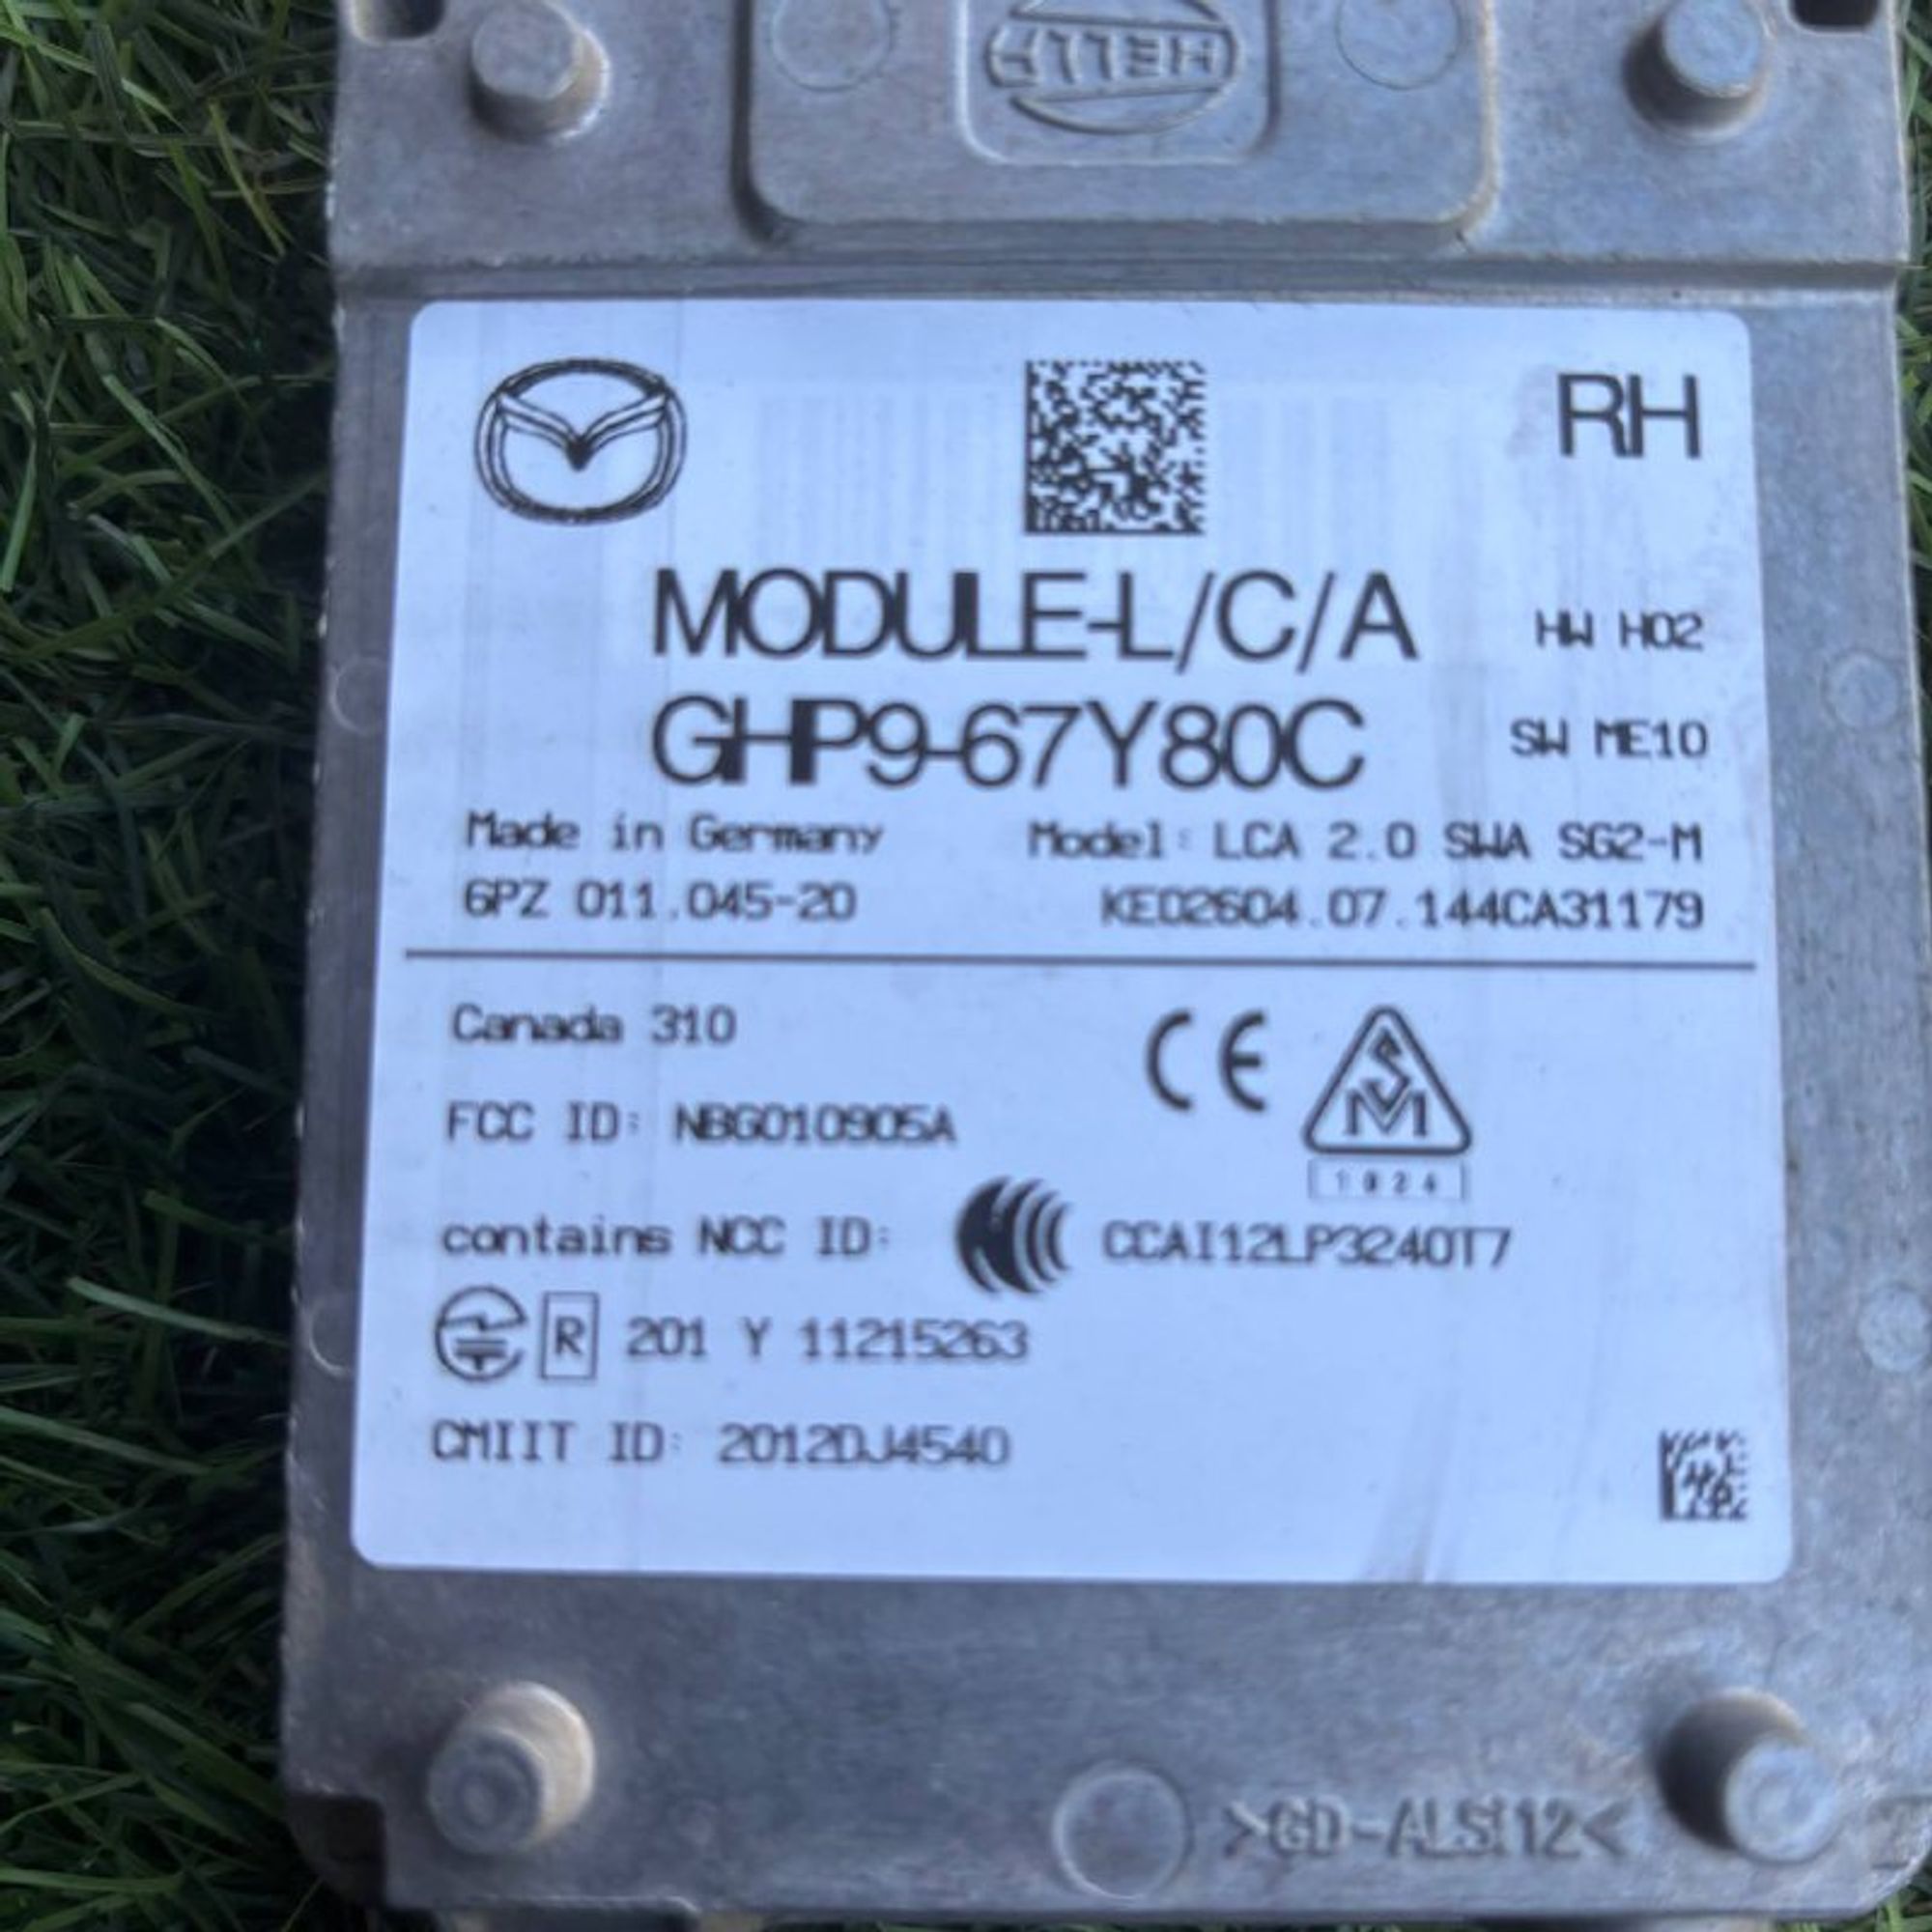 HELLA
RH
MODULE-L/C/A
HW H02
GHP9-67Y80C
SW ME10
Made in Germany
Model: LCA 2.0 SWA SG2-M
6PZ 011.045-20
KE02604.07.144CA31179
Canada 310
CE
SM
1024
FCC ID: NBG010905A
contains NCC ID:
CCAI12LP3240T7
R 201 Y 11215263
CMIIT ID: 2012DJ4540
>GD-ALSI12<